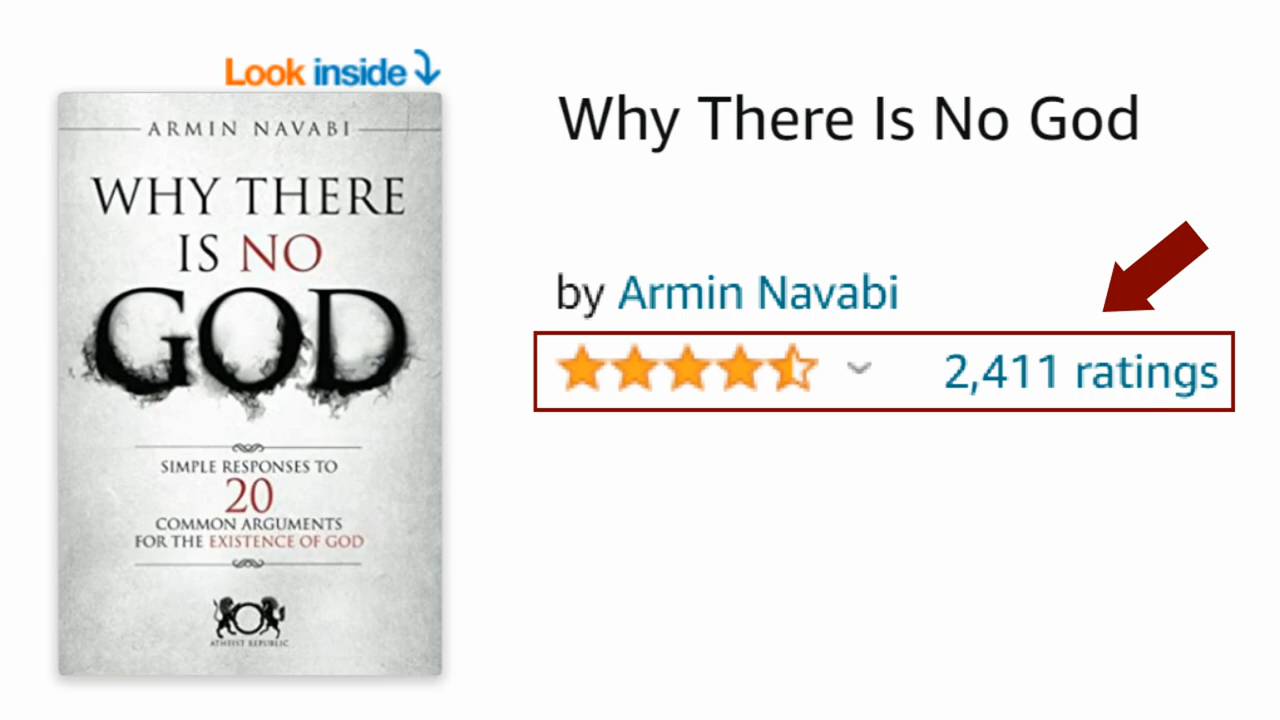 Look inside
ARMIN NAVABI
WHY THERE
IS NO
GOD
SIMPLE RESPONSES TO
20
COMMON ARGUMENTS
FOR THE EXISTENCE OF GOD
ATHEIST REPUBLIC
Why There Is No God
by Armin Navabi
2,411 ratings